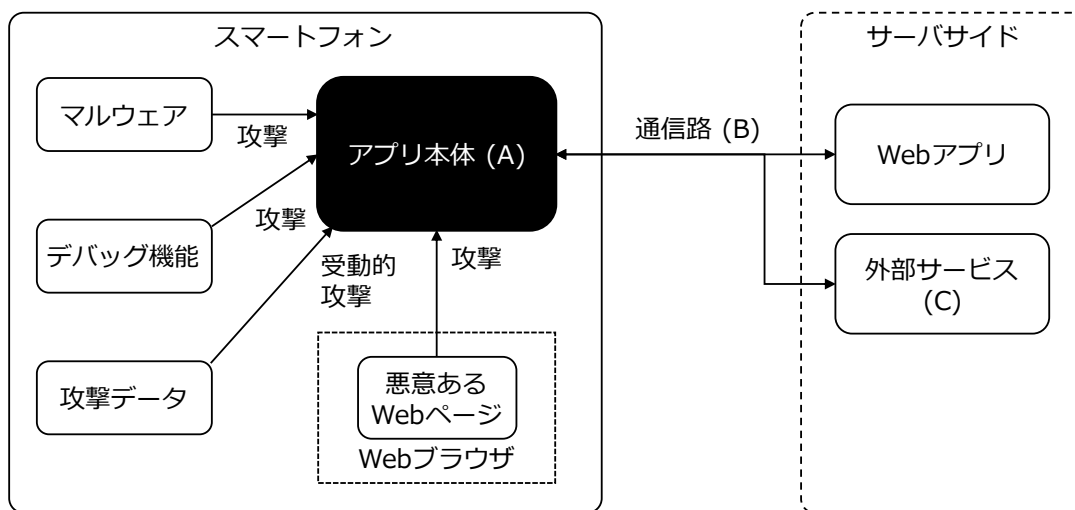 スマートフォン
マルウェア
攻撃
デバッグ機能
攻撃
攻撃データ
受動的
攻撃
アプリ本体 (A)
攻撃
悪意ある
Webページ
Webブラウザ
通信路 (B)
サーバサイド
Webアプリ
外部サービス
(C)